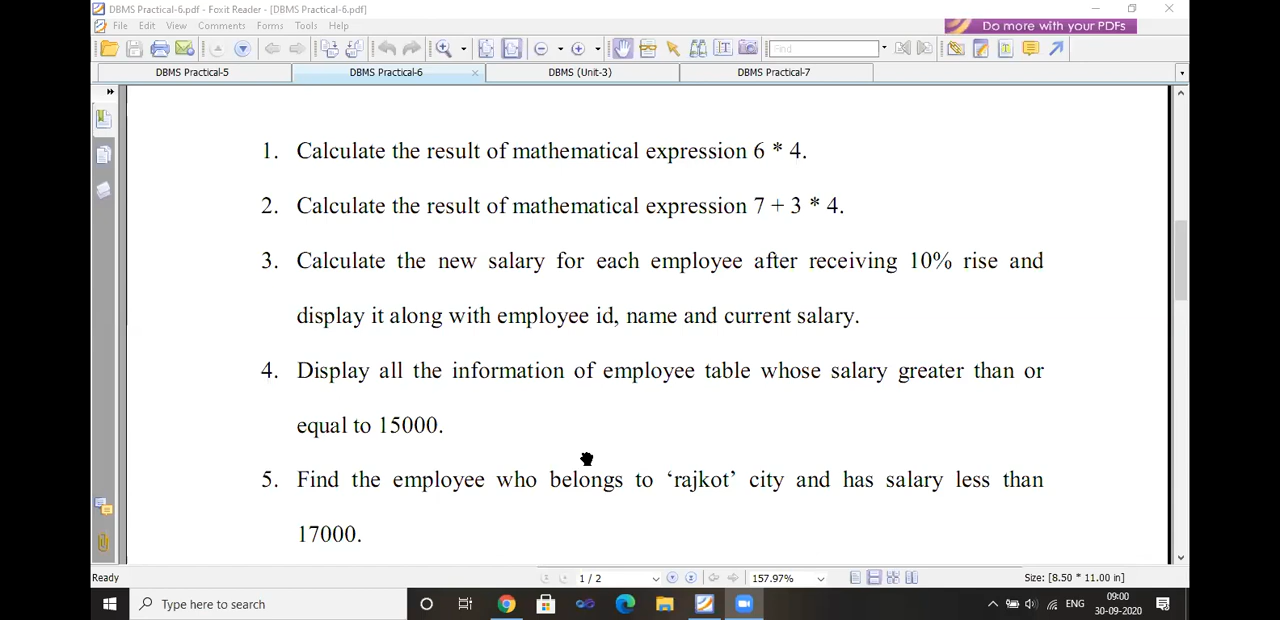 DBMS Practical-6.pdf - Foxit Reader - [DBMS Practical-6.pdf]
File Edit View Comments Forms Tools Help
Do more with your PDFs
Find
DBMS Practical-5 DBMS Practical-6 DBMS (Unit-3) DBMS Practical-7
1. Calculate the result of mathematical expression 6 * 4.
2. Calculate the result of mathematical expression 7 + 3 * 4.
3. Calculate the new salary for each employee after receiving 10% rise and
display it along with employee id, name and current salary.
4. Display all the information of employee table whose salary greater than or
equal to 15000.
5. Find the employee who belongs to ‘rajkot’ city and has salary less than
17000.
Ready 1 / 2 157.97% Size: [8.50 * 11.00 in]
Type here to search ENG 09:00
30-09-2020